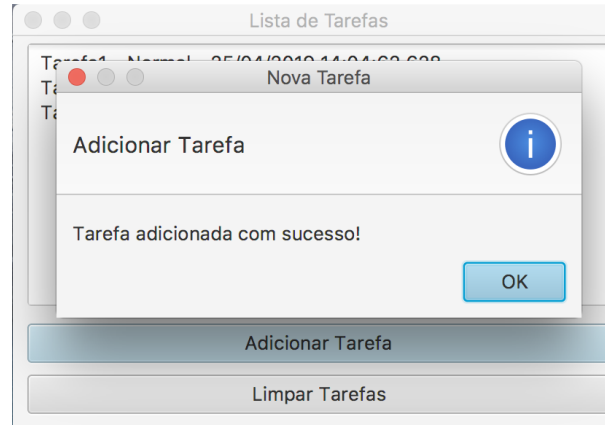 Lista de Tarefas
Nova Tarefa
Adicionar Tarefa
i
Tarefa adicionada com sucesso!
OK
Adicionar Tarefa
Limpar Tarefas